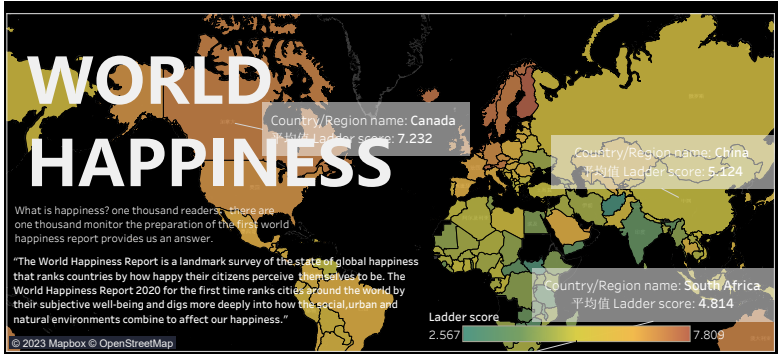 WORLD
HAPPINESS
Country/Region name: Canada
平均值 Ladder score: 7.232
Country/Region name: China
平均值 Ladder score: 5.124
What is happiness? one thousand readers, there are
one thousand monitor the preparation of the first world
happiness report provides us an answer.
"The World Happiness Report is a landmark survey of the state of global happiness
that ranks countries by how happy their citizens perceive themselves to be. The
World Happiness Report 2020 for the first time ranks cities around the world by
their subjective well-being and digs more deeply into how the social,urban and
natural environments combine to affect our happiness."
Country/Region name: South Africa
平均值 Ladder score: 4.814
Ladder score
2.567
7.809
© 2023 Mapbox © OpenStreetMap